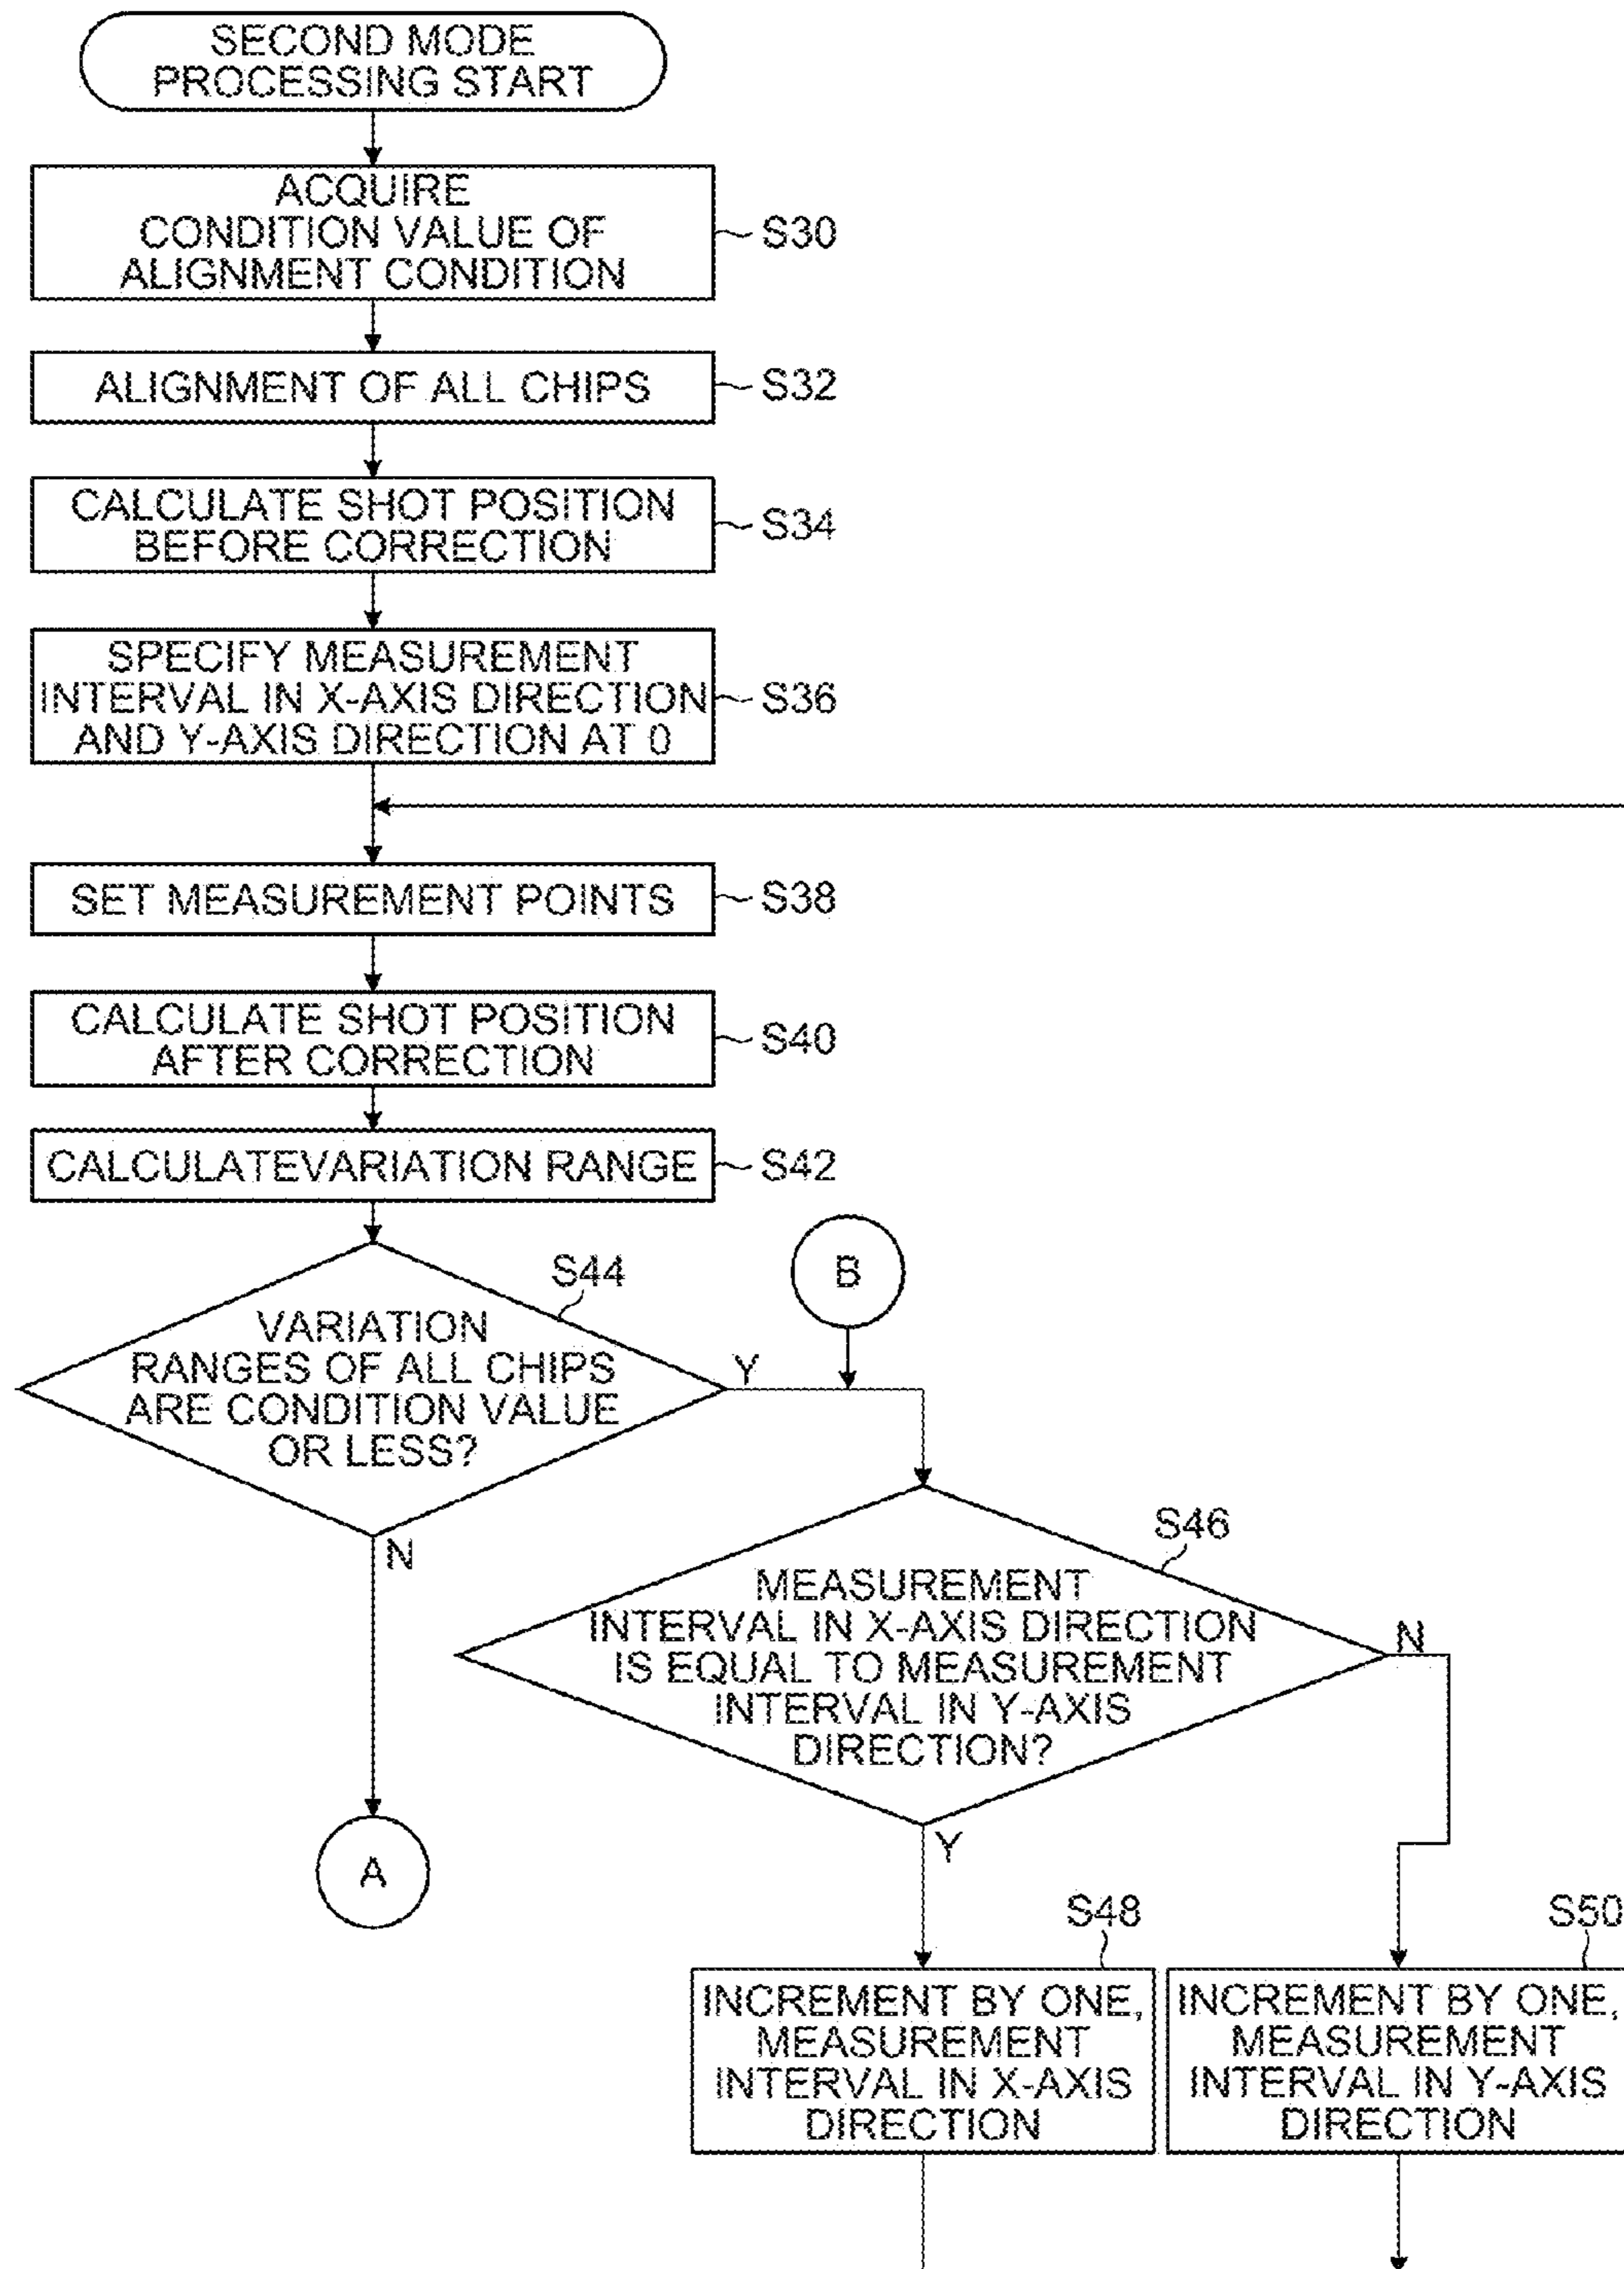 SECOND MODE
PROCESSING START
ACQUIRE
CONDITION VALUE OF
ALIGNMENT CONDITION
S30
ALIGNMENT OF ALL CHIPS
S32
CALCULATE SHOT POSITION
BEFORE CORRECTION
S34
SPECIFY MEASUREMENT
INTERVAL IN X-AXIS DIRECTION
AND Y-AXIS DIRECTION AT 0
S36
SET MEASUREMENT POINTS
S38
CALCULATE SHOT POSITION
AFTER CORRECTION
S40
CALCULATEVARIATION RANGE
S42
S44
VARIATION
RANGES OF ALL CHIPS
ARE CONDITION VALUE
OR LESS?
Y
N
B
A
S46
MEASUREMENT
INTERVAL IN X-AXIS DIRECTION
IS EQUAL TO MEASUREMENT
INTERVAL IN Y-AXIS
DIRECTION?
N
Y
S48
INCREMENT BY ONE,
MEASUREMENT
INTERVAL IN X-AXIS
DIRECTION
S50
INCREMENT BY ONE,
MEASUREMENT
INTERVAL IN Y-AXIS
DIRECTION